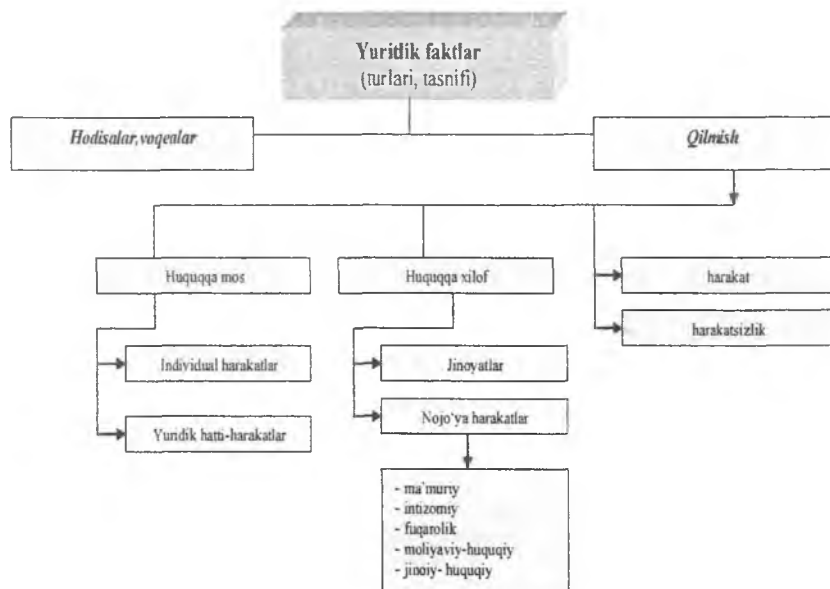 Yuridik faktlar
(turlari, tasnifi)
Hodisalar, voqealar
Qilmish
Huquqqa mos
Huquqqa xilof
harakat
harakatsizlik
Individual harakatlar
Jinoyatlar
Yuridik hatti-harakatlar
Nojo'ya harakatlar
- ma'muriy
- intizomiy
- fuqarolik
- moliyaviy-huquqiy
- jinoiy- huquqiy